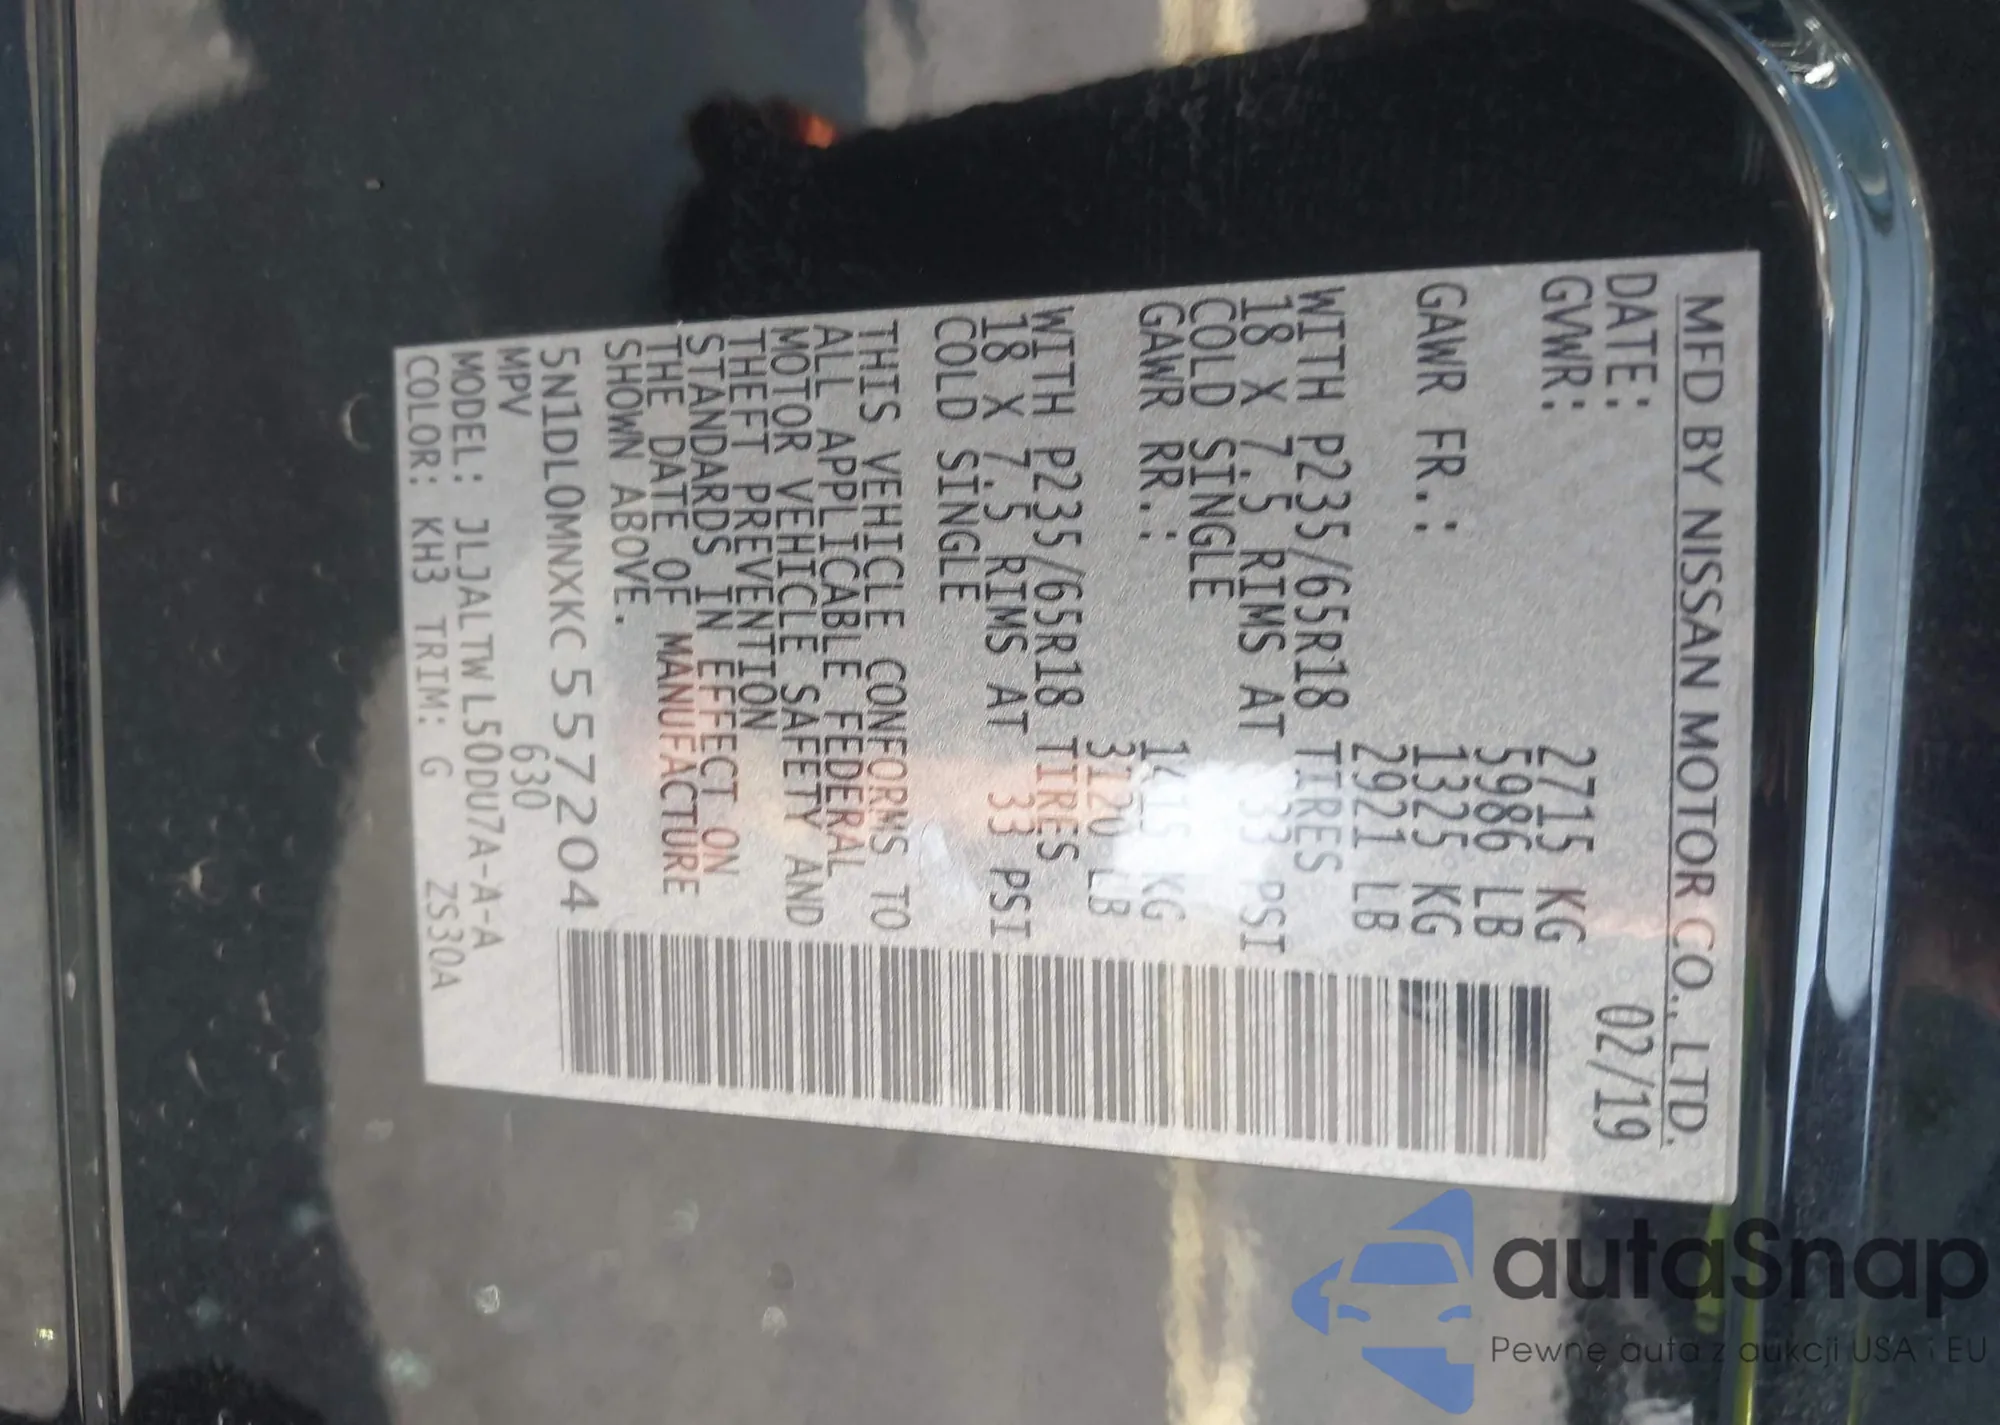 MFD BY NISSAN MOTOR CO., LTD.
DATE: 02/19
GVWR: 2715 KG
5986 LB
GAWR FR.: 1325 KG
2921 LB
WITH P235/65R18 TIRES
18 X 7.5 RIMS AT 33 PSI
COLD SINGLE
GAWR RR.: 1415 KG
3120 LB
WITH P235/65R18 TIRES
18 X 7.5 RIMS AT 33 PSI
COLD SINGLE
THIS VEHICLE CONFORMS TO
ALL APPLICABLE FEDERAL
MOTOR VEHICLE SAFETY AND
THEFT PREVENTION
STANDARDS IN EFFECT ON
THE DATE OF MANUFACTURE
SHOWN ABOVE.
5N1DL0MNXKC557204
MPV 630
MODEL: JLJALTWL50DU7A-A-A
COLOR: KH3 TRIM: G ZS30A
autaSnap
Pewne auta z aukcji USA i EU